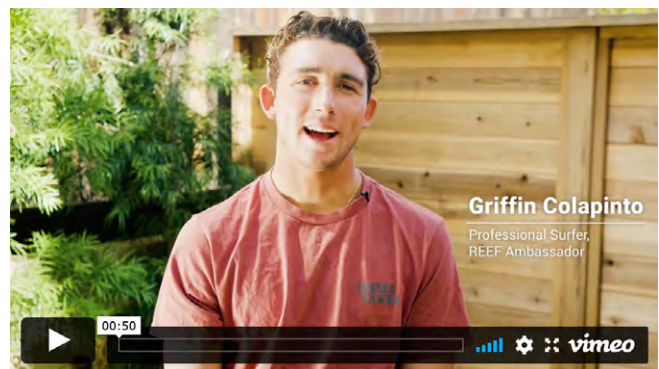 Griffin Colapinto
Professional Surfer,
REEF Ambassador
00:50
vimeo